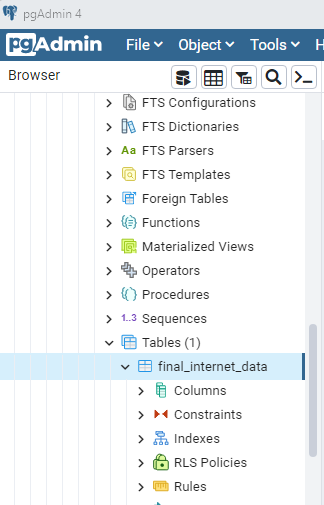 pgAdmin 4
pgAdmin File Object Tools H
Browser
FTS Configurations
FTS Dictionaries
Aa FTS Parsers
FTS Templates
Foreign Tables
Functions
Materialized Views
Operators
Procedures
1..3 Sequences
Tables (1)
final_internet_data
Columns
Constraints
Indexes
RLS Policies
Rules